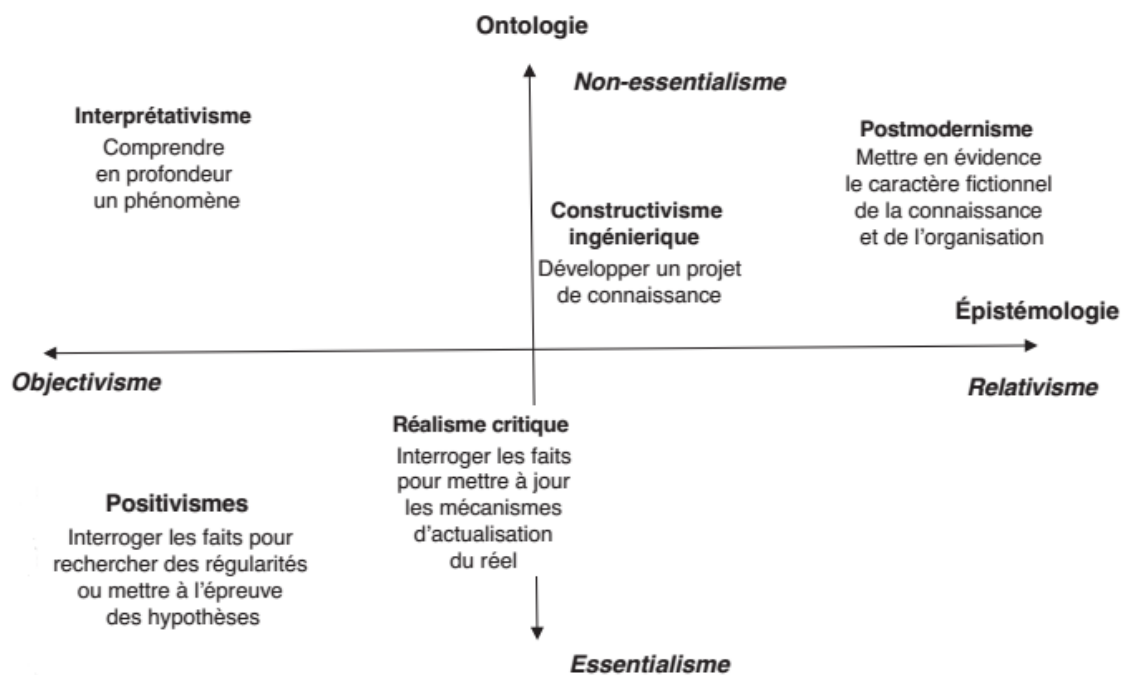 Ontologie
Non-essentialisme
Interprétativisme
Comprendre
en profondeur
un phénomène
Postmodernisme
Mettre en évidence
le caractère fictionnel
de la connaissance
et de l'organisation
Constructivisme
ingénierique
Développer un projet
de connaissance
Épistémologie
Objectivisme
Relativisme
Réalisme critique
Interroger les faits
pour mettre à jour
les mécanismes
d'actualisation
du réel
Positivismes
Interroger les faits pour
rechercher des régularités
ou mettre à l'épreuve
des hypothèses
Essentialisme